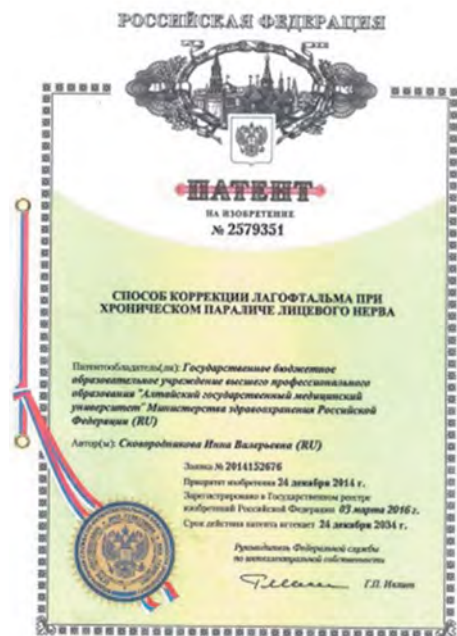 РОССИЙСКАЯ ФЕДЕРАЦИЯ
ПАТЕНТ
НА ИЗОБРЕТЕНИЕ
№ 2579351
СПОСОБ КОРРЕКЦИИ ЛАГОФТАЛЬМА ПРИ
ХРОНИЧЕСКОМ ПАРАЛИЧЕ ЛИЦЕВОГО НЕРВА
Патентообладатель(ли): Государственное бюджетное
образовательное учреждение высшего профессионального
образования "Алтайский государственный медицинский
университет" Министерства здравоохранения Российской
Федерации (RU)
Автор(ы): Сковородникова Инна Валерьевна (RU)
Заявка № 2014152676
Приоритет изобретения 24 декабря 2014 г.
Зарегистрировано в Государственном реестре
изобретений Российской Федерации 03 марта 2016 г.
Срок действия патента истекает 24 декабря 2034 г.
Руководитель Федеральной службы
по интеллектуальной собственности
Г.П. Ивлиев